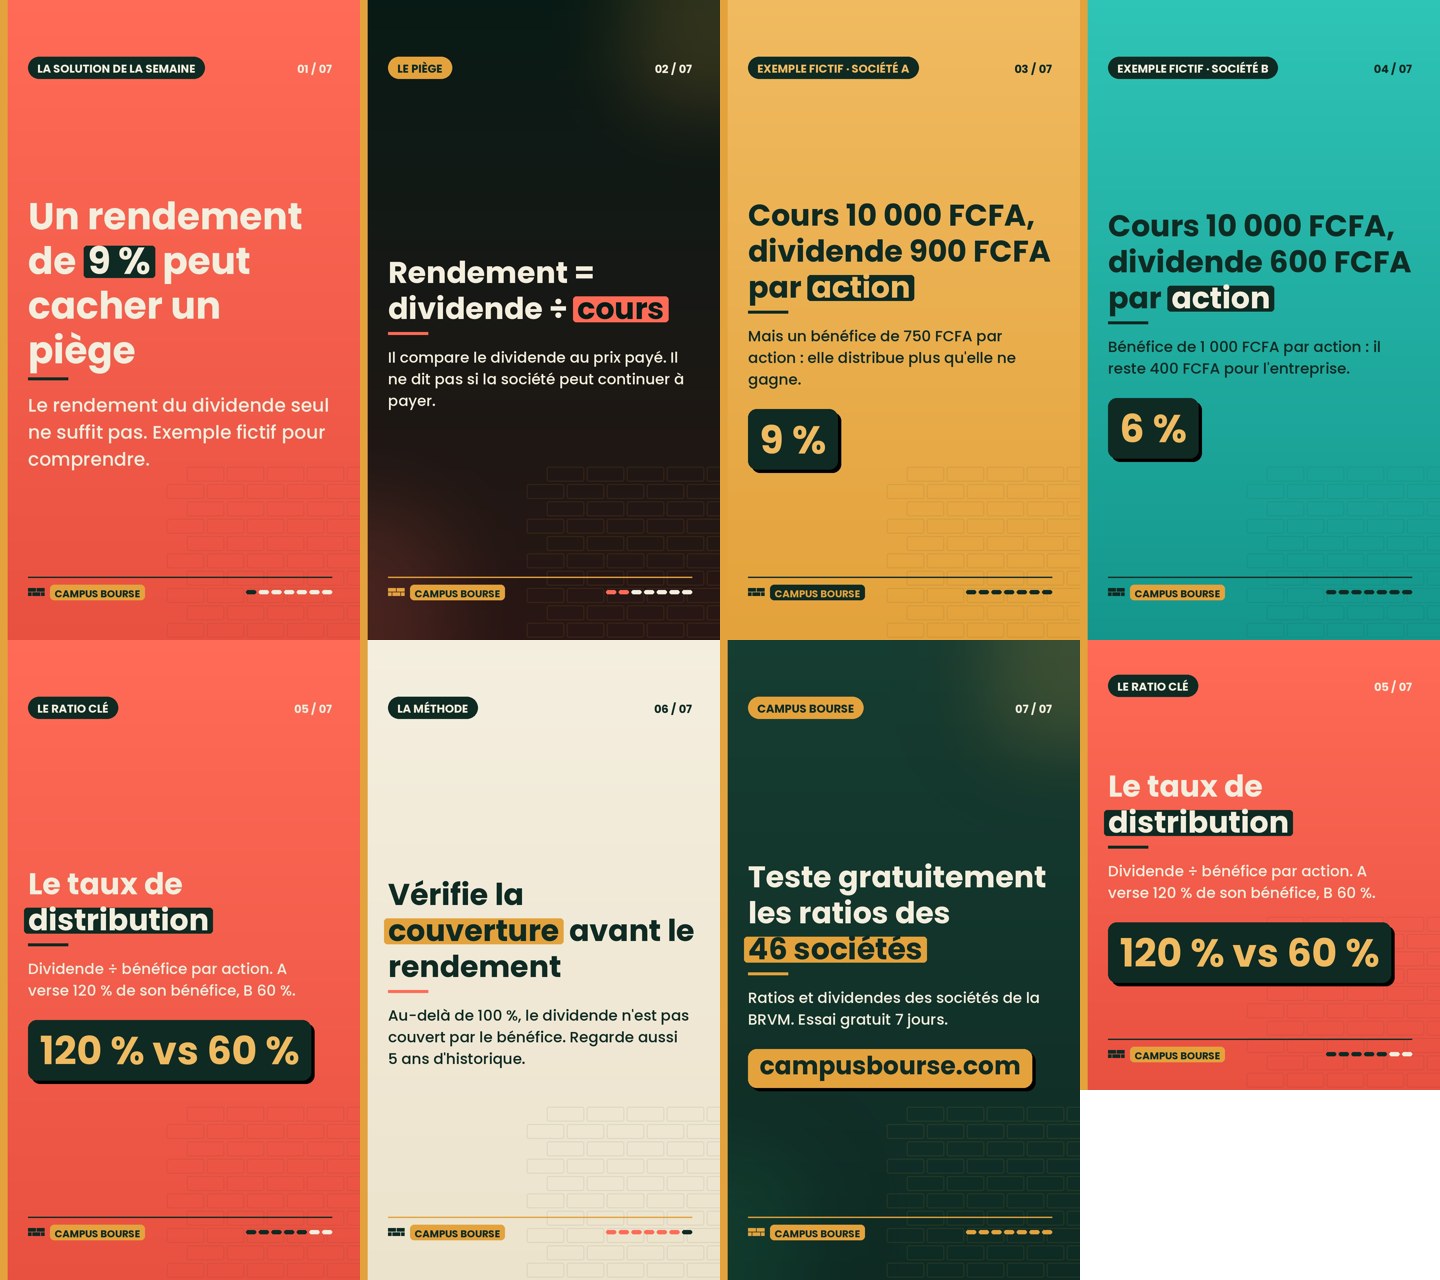 LA SOLUTION DE LA SEMAINE
01 / 07
Un rendement
de 9 % peut
cacher un
piège
Le rendement du dividende seul
ne suffit pas. Exemple fictif pour
comprendre.
CAMPUS BOURSE
LE PIÈGE
02 / 07
Rendement =
dividende ÷ cours
Il compare le dividende au prix payé. Il
ne dit pas si la société peut continuer à
payer.
CAMPUS BOURSE
EXEMPLE FICTIF · SOCIÉTÉ A
03 / 07
Cours 10 000 FCFA,
dividende 900 FCFA
par action
Mais un bénéfice de 750 FCFA par
action : elle distribue plus qu'elle ne
gagne.
9 %
CAMPUS BOURSE
EXEMPLE FICTIF · SOCIÉTÉ B
04 / 07
Cours 10 000 FCFA,
dividende 600 FCFA
par action
Bénéfice de 1 000 FCFA par action : il
reste 400 FCFA pour l'entreprise.
6 %
CAMPUS BOURSE
LE RATIO CLÉ
05 / 07
Le taux de
distribution
Dividende ÷ bénéfice par action. A
verse 120 % de son bénéfice, B 60 %.
120 % vs 60 %
CAMPUS BOURSE
LA MÉTHODE
06 / 07
Vérifie la
couverture avant le
rendement
Au-delà de 100 %, le dividende n'est pas
couvert par le bénéfice. Regarde aussi
5 ans d'historique.
CAMPUS BOURSE
CAMPUS BOURSE
07 / 07
Teste gratuitement
les ratios des
46 sociétés
Ratios et dividendes des sociétés de la
BRVM. Essai gratuit 7 jours.
campusbourse.com
CAMPUS BOURSE
LE RATIO CLÉ
05 / 07
Le taux de
distribution
Dividende ÷ bénéfice par action. A
verse 120 % de son bénéfice, B 60 %.
120 % vs 60 %
CAMPUS BOURSE